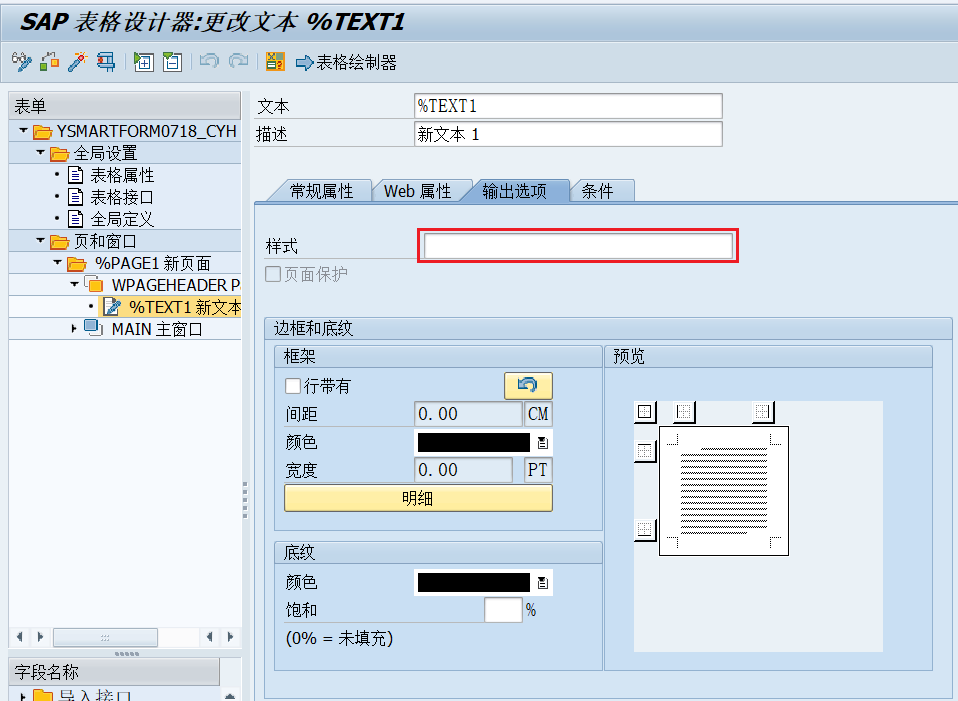 SAP 表格设计器:更改文本 %TEXT1
表格绘制器
表单
YSMARTFORM0718_CYH
全局设置
表格属性
表格接口
全局定义
页和窗口
%PAGE1 新页面
WPAGEHEADER P
%TEXT1 新文本
MAIN 主窗口
字段名称
导入接口
文本 %TEXT1
描述 新文本 1
常规属性 Web 属性 输出选项 条件
样式
页面保护
边框和底纹
框架
行带有
间距 0.00 CM
颜色
宽度 0.00 PT
明细
底纹
颜色
饱和 %
(0% = 未填充)
预览